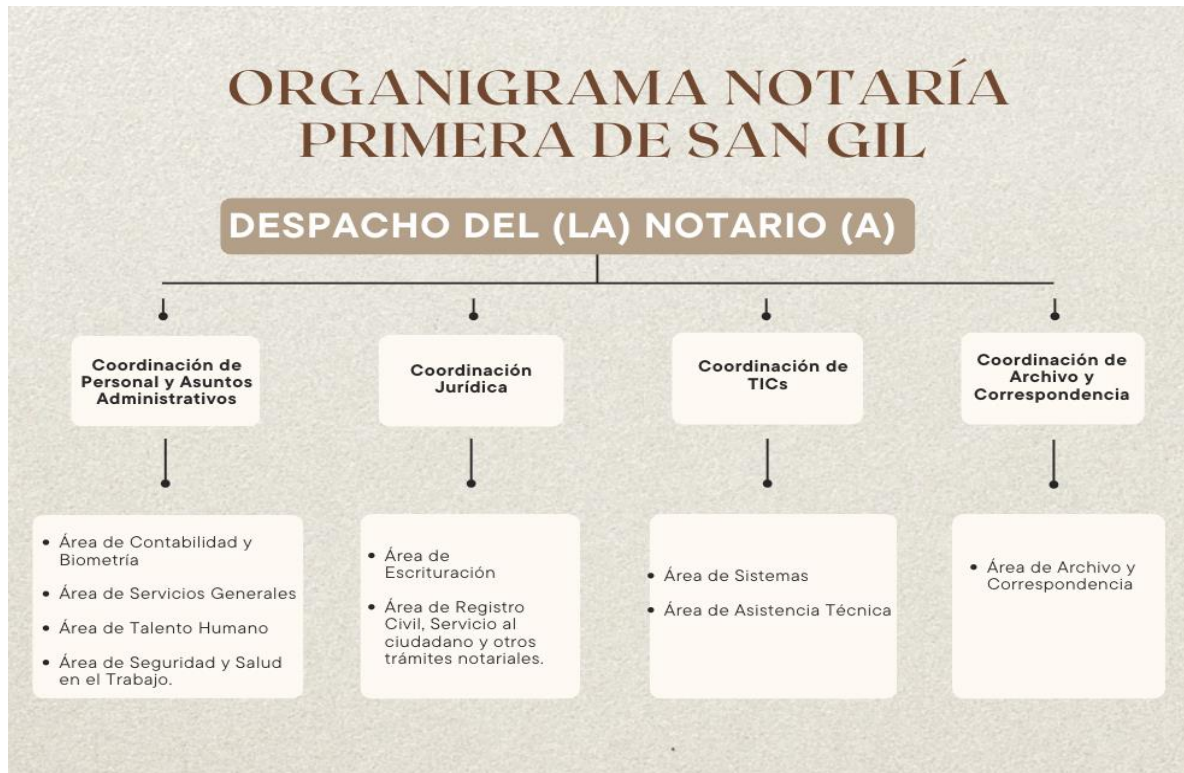 ORGANIGRAMA NOTARÍA
PRIMERA DE SAN GIL
DESPACHO DEL (LA) NOTARIO (A)
Coordinación de
Personal y Asuntos
Administrativos
Coordinación
Jurídica
Coordinación de
TICs
Coordinación de
Archivo y
Correspondencia
• Área de Contabilidad y
Biometría
• Área de Servicios Generales
• Área de Talento Humano
• Área de Seguridad y Salud
en el Trabajo.
• Área de
Escrituración
• Área de Registro
Civil, Servicio al
ciudadano y otros
trámites notariales.
• Área de Sistemas
• Área de Asistencia Técnica
• Área de Archivo y
Correspondencia